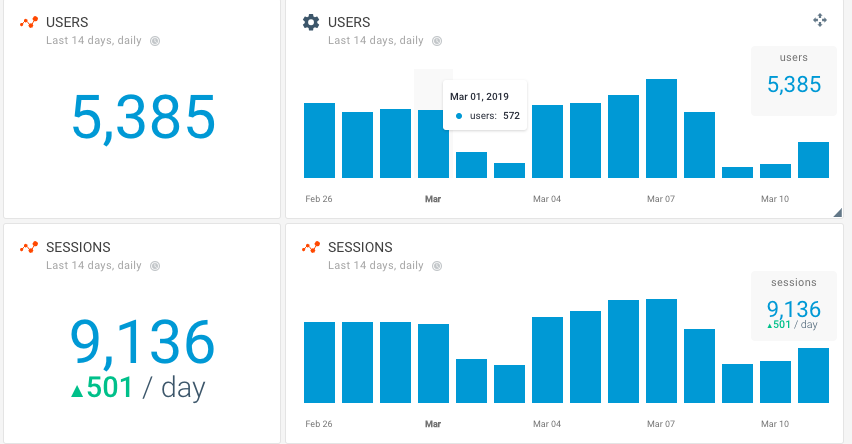 USERS
Last 14 days, daily
5,385
USERS
Last 14 days, daily
users
5,385
Mar 01, 2019
users: 572
Feb 26
Mar
Mar 04
Mar 07
Mar 10
SESSIONS
Last 14 days, daily
9,136
▲501 / day
SESSIONS
Last 14 days, daily
sessions
9,136
▲501 / day
Feb 26
Mar
Mar 04
Mar 07
Mar 10